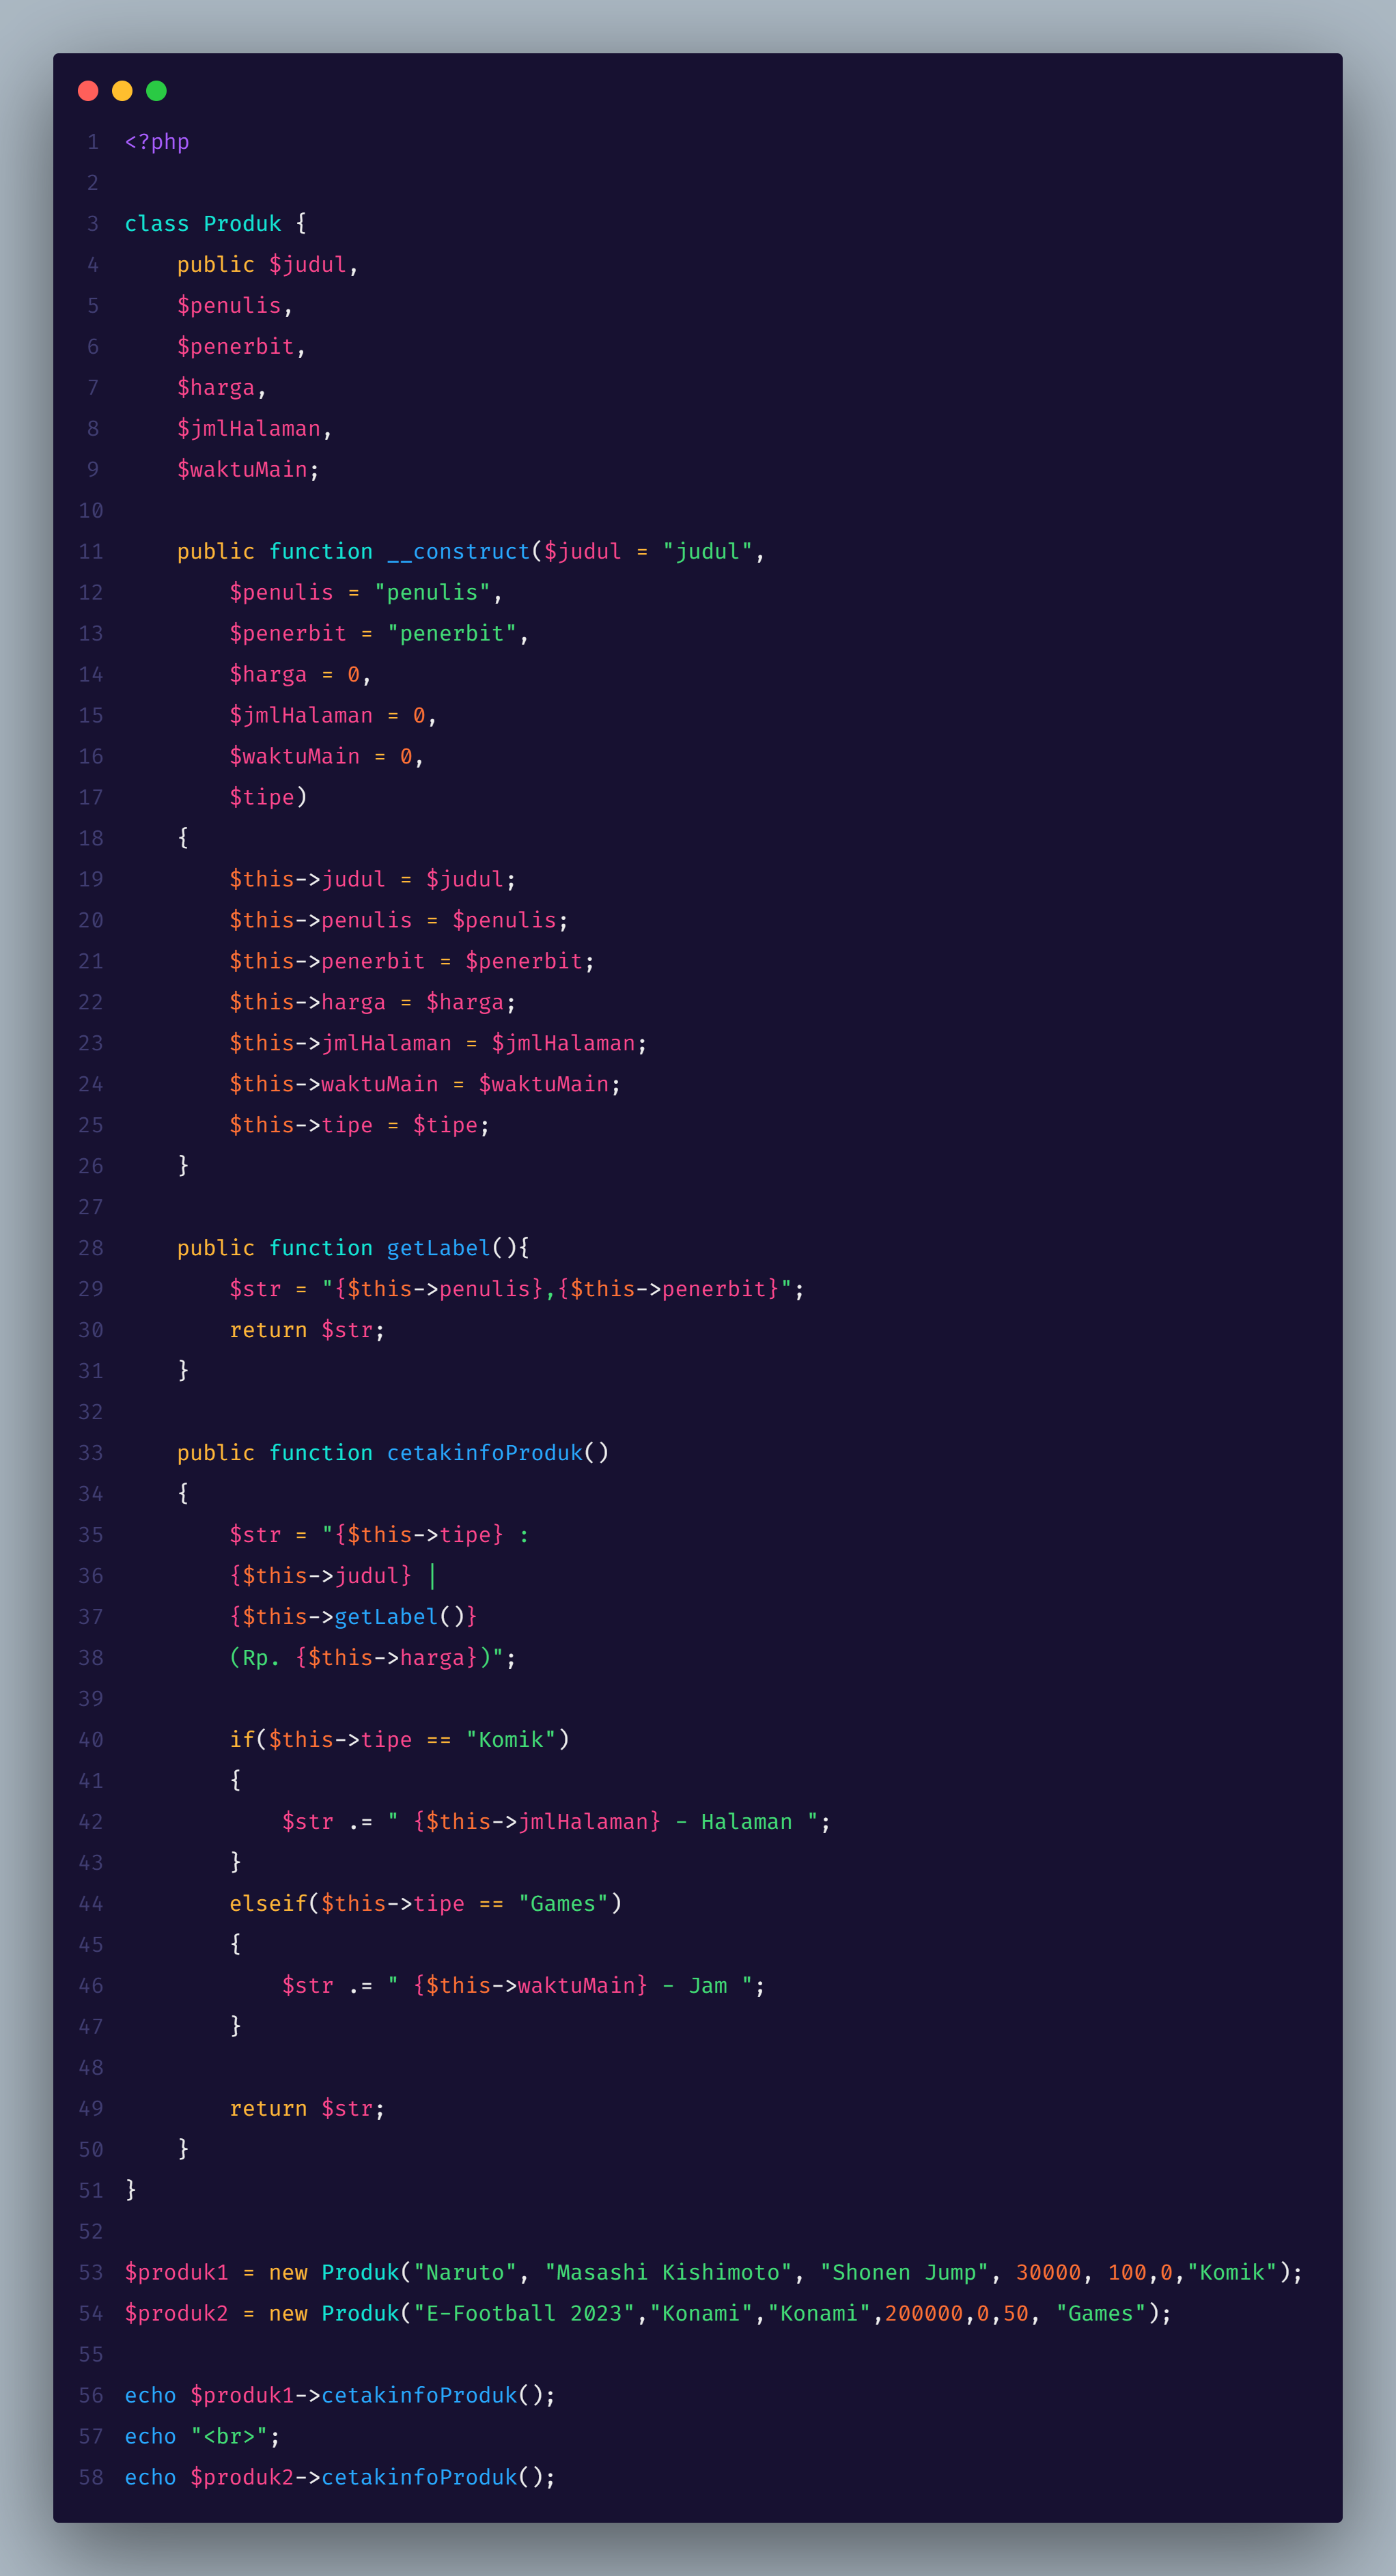 1 <?php
2
3 class Produk {
4     public $judul,
5     $penulis,
6     $penerbit,
7     $harga,
8     $jmlHalaman,
9     $waktuMain;
10
11     public function __construct($judul = "judul",
12         $penulis = "penulis",
13         $penerbit = "penerbit",
14         $harga = 0,
15         $jmlHalaman = 0,
16         $waktuMain = 0,
17         $tipe)
18     {
19         $this->judul = $judul;
20         $this->penulis = $penulis;
21         $this->penerbit = $penerbit;
22         $this->harga = $harga;
23         $this->jmlHalaman = $jmlHalaman;
24         $this->waktuMain = $waktuMain;
25         $this->tipe = $tipe;
26     }
27
28     public function getLabel(){
29         $str = "{$this->penulis},{$this->penerbit}";
30         return $str;
31     }
32
33     public function cetakinfoProduk()
34     {
35         $str = "{$this->tipe} :
36         {$this->judul} |
37         {$this->getLabel()}
38         (Rp. {$this->harga})";
39
40         if($this->tipe == "Komik")
41         {
42             $str .= " {$this->jmlHalaman} - Halaman ";
43         }
44         elseif($this->tipe == "Games")
45         {
46             $str .= " {$this->waktuMain} - Jam ";
47         }
48
49         return $str;
50     }
51 }
52
53 $produk1 = new Produk("Naruto", "Masashi Kishimoto", "Shonen Jump", 30000, 100,0,"Komik");
54 $produk2 = new Produk("E-Football 2023","Konami","Konami",200000,0,50, "Games");
55
56 echo $produk1->cetakinfoProduk();
57 echo "<br>";
58 echo $produk2->cetakinfoProduk();